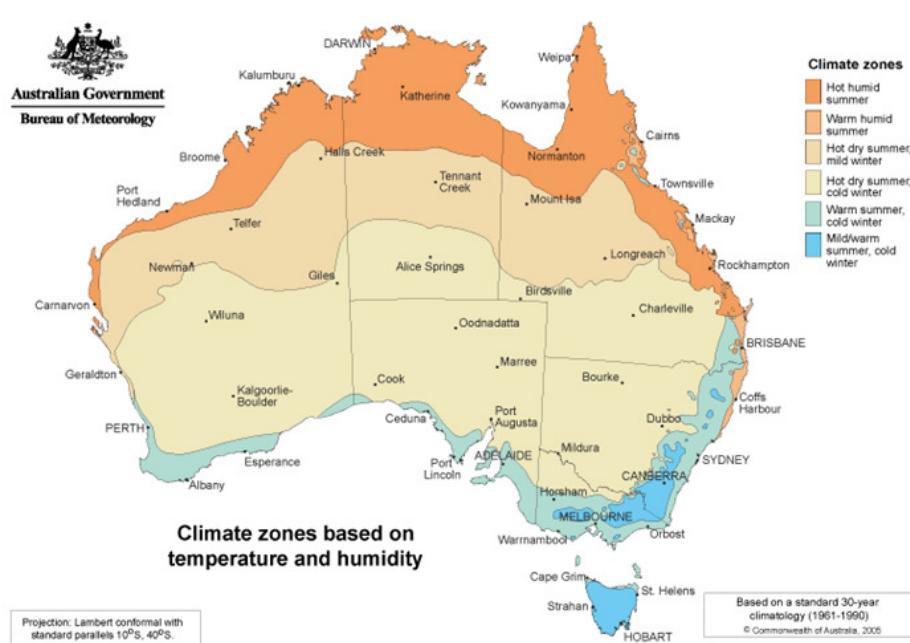 Australian Government
Bureau of Meteorology
DARWIN
Kalumburu
Katherine
Weipa
Kowanyama
Cairns
Broome
Halls Creek
Normanton
Townsville
Port
Hedland
Tennant
Creek
Mount Isa
Mackay
Telfer
Newman
Giles
Alice Springs
Longreach
Rockhampton
Carnarvon
Birdsville
Wiluna
Oodnadatta
Charleville
BRISBANE
Geraldton
Marree
Kalgoorlie-
Boulder
Cook
Bourke
Coffs
Harbour
PERTH
Ceduna
Port
Augusta
Dubbo
Esperance
Albany
Port
Lincoln
ADELAIDE
Mildura
SYDNEY
Horsham
CANBERRA
MELBOURNE
Warrnambool
Orbost
Cape Grim
St. Helens
Strahan
HOBART
Climate zones
Hot humid
summer
Warm humid
summer
Hot dry summer,
mild winter
Hot dry summer,
cold winter
Warm summer,
cold winter
Mild/warm
summer, cold
winter
Climate zones based on
temperature and humidity
Projection: Lambert conformal with
standard parallels 10°S, 40°S.
Based on a standard 30-year
climatology (1961-1990)
© Commonwealth of Australia, 2005